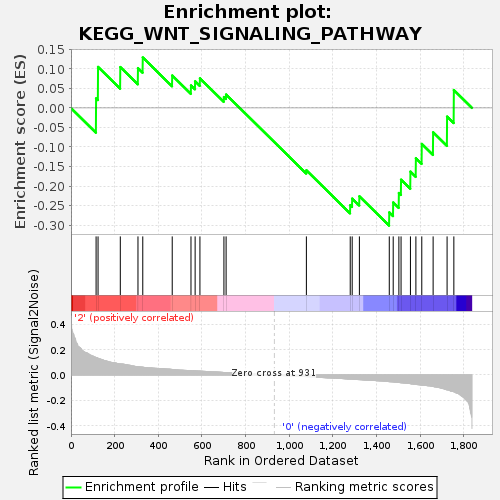 Enrichment plot:
KEGG_WNT_SIGNALING_PATHWAY
Enrichment score (ES)
0.15
0.10
0.05
0.00
-0.05
-0.10
-0.15
-0.20
-0.25
-0.30
Ranked list metric (Signal2Noise)
'2' (positively correlated)
0.4
0.2
0.0
-0.2
-0.4
Zero cross at 931
'0' (negatively correlated)
0 200 400 600 800 1,000 1,200 1,400 1,600 1,800
Rank in Ordered Dataset
Enrichment profile Hits Ranking metric scores